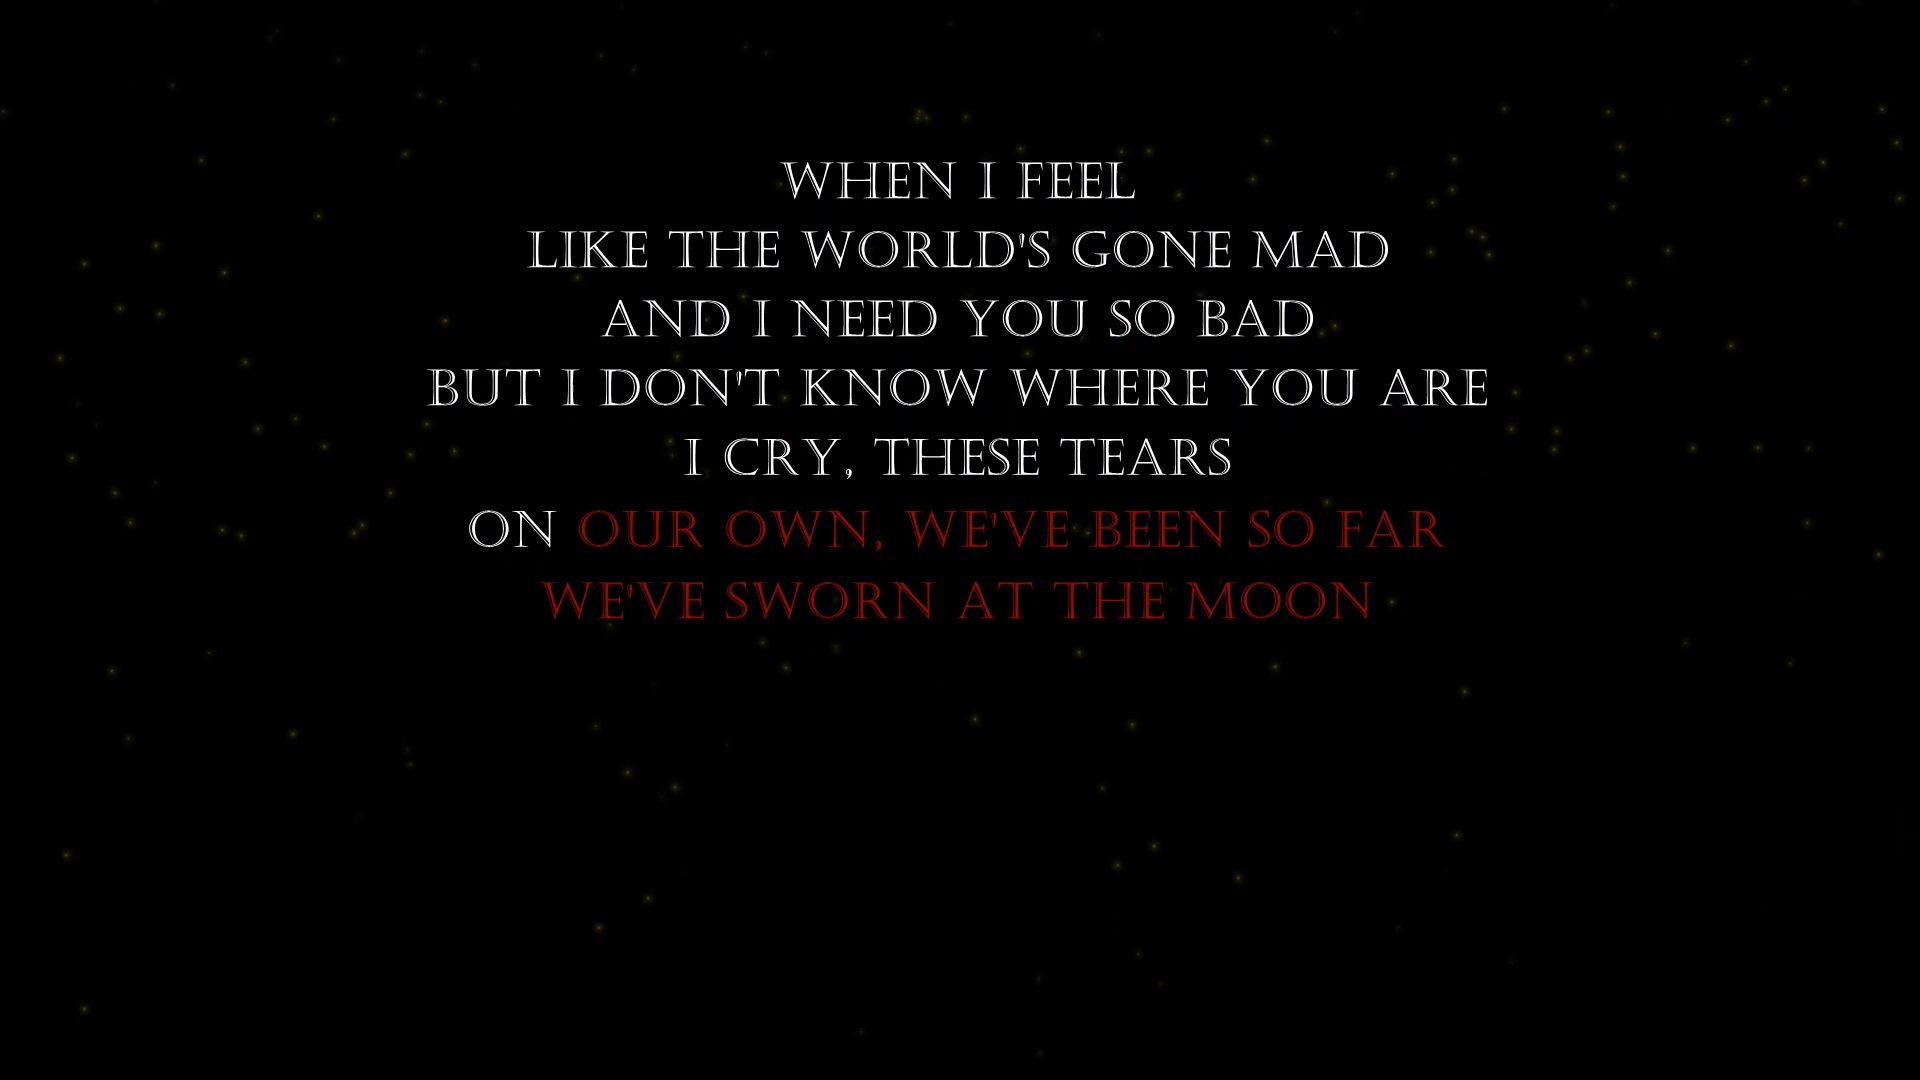 WHEN I FEEL
LIKE THE WORLD'S GONE MAD
AND I NEED YOU SO BAD
BUT I DON'T KNOW WHERE YOU ARE
I CRY, THESE TEARS
ON OUR OWN, WE'VE BEEN SO FAR
WE'VE SWORN AT THE MOON